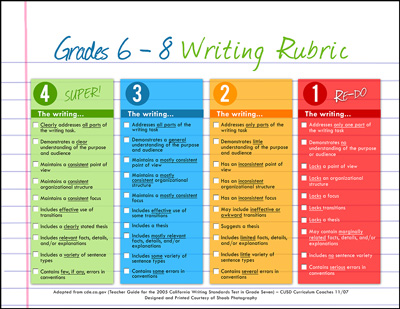 Grades 6 – 8 Writing Rubric
4 SUPER!
The writing...
Clearly addresses all parts of
the writing task
Demonstrates a clear
understanding of the purpose
and audience
Maintains a consistent point of
view
Maintains a consistent
organizational structure
Maintains a consistent focus
Includes effective use of
transitions
Includes a clearly stated thesis
Includes relevant facts, details,
and/or explanations
Includes a variety of sentence
types
Contains few, if any, errors in
conventions
3
The writing...
Addresses all parts of the
writing task
Demonstrates a general
understanding of the purpose
and audience
Maintains a mostly consistent
point of view
Maintains a mostly
consistent organizational
structure
Maintains a mostly
consistent focus
Includes effective
use of some transitions
Includes a thesis
Includes mostly relevant
facts, details, and/or
explanations
Includes some variety of
sentence types
Contains some errors in
conventions
2
The writing...
Addresses some parts of the
writing task
Demonstrates little
understanding of the purpose
and audience
Has an inconsistent point of
view
Has an inconsistent
organizational structure
Has an inconsistent focus
May include ineffective or
awkward transitions
Suggests a thesis
Includes limited facts,
details, and/or explanations
Includes little variety of
sentence types
Contains several errors in
conventions
1 RE-DO
The writing...
Addresses only one part of
the writing task
Demonstrates no
understanding of the purpose
or audience
Lacks a point of view
Lacks an organizational
structure
Lacks a focus
Lacks transitions
Lacks a thesis
May contain marginally
related facts, details, and/or
explanations
Includes no variety of
sentence types
Contains serious errors in
conventions
Adapted from cde.ca.gov (Teacher Guide for the 2005 California Writing Standards Test in Grade Seven) – CUSD Curriculum Coaches 11/07
Designed and Printed Courtesy of Shoob Photography